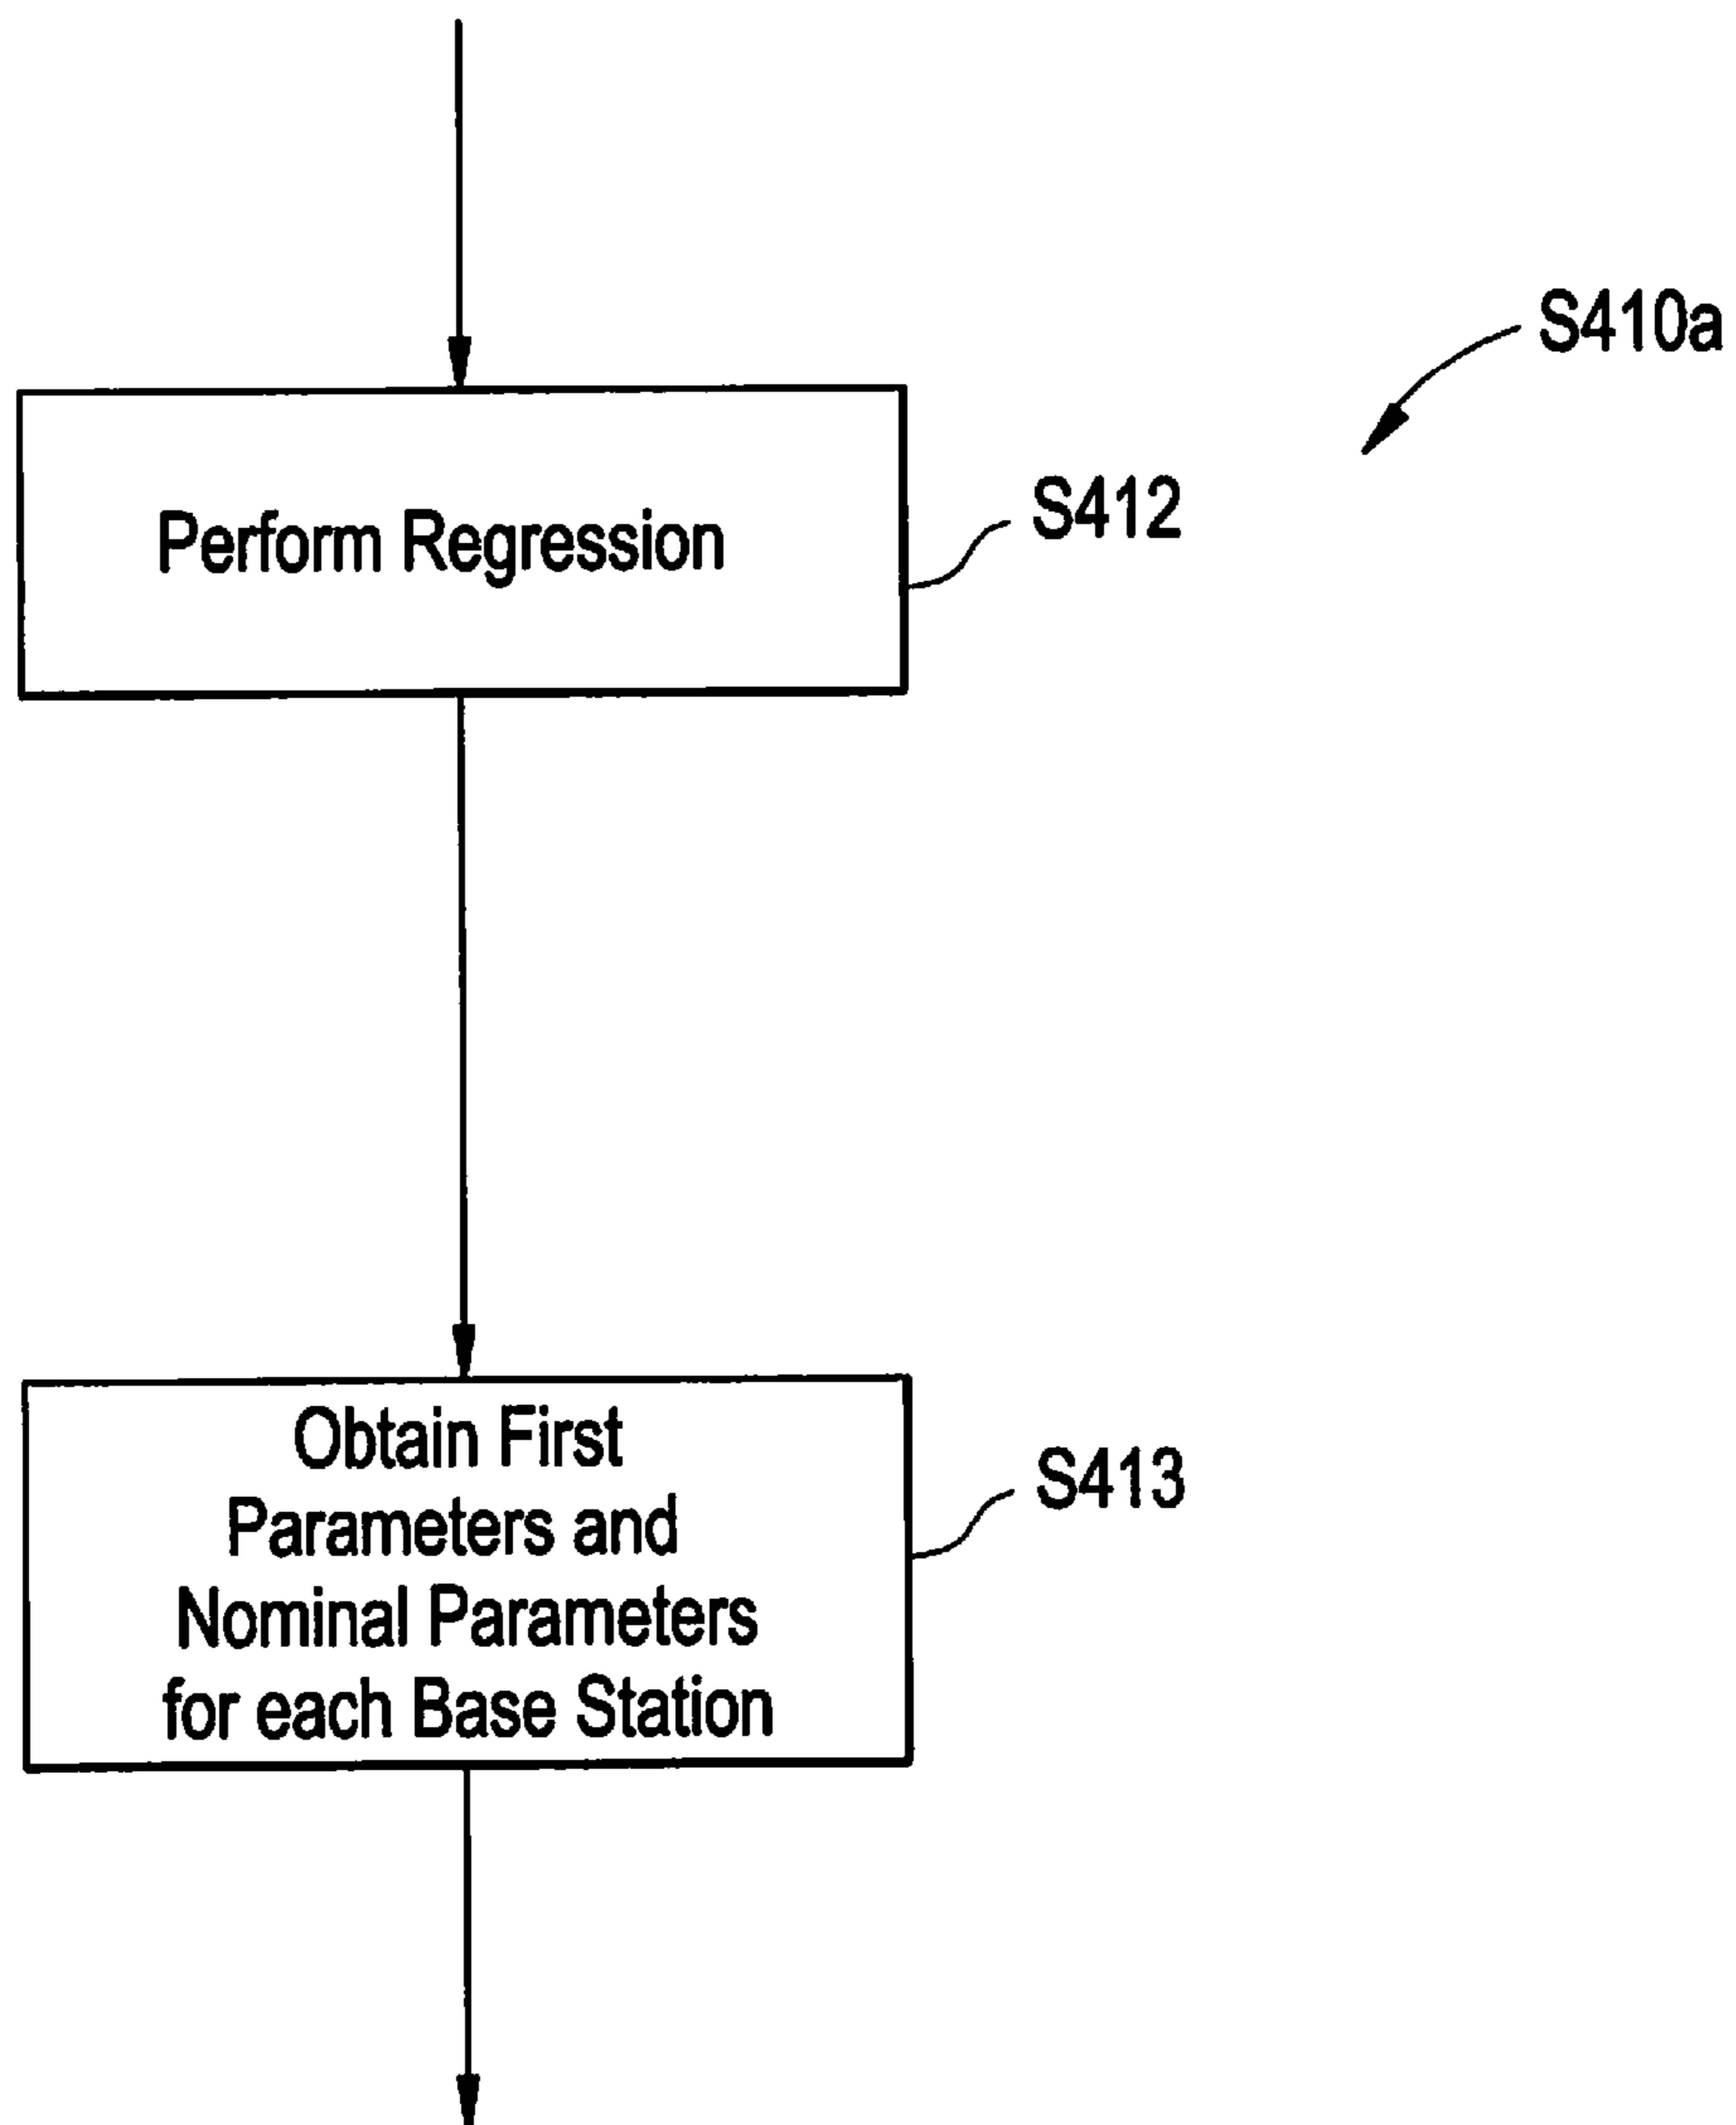 S410a
Perform Regression
S412
Obtain First
Parameters and
Nominal Parameters
for each Base Station
S413